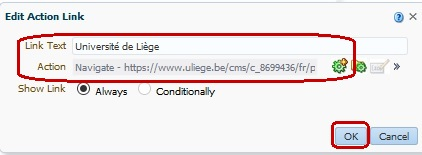 Edit Action Link
Link Text Université de Liège
Action Navigate - https://www.uliege.be/cms/c_8699436/fr/p
Show Link Always Conditionally
OK Cancel